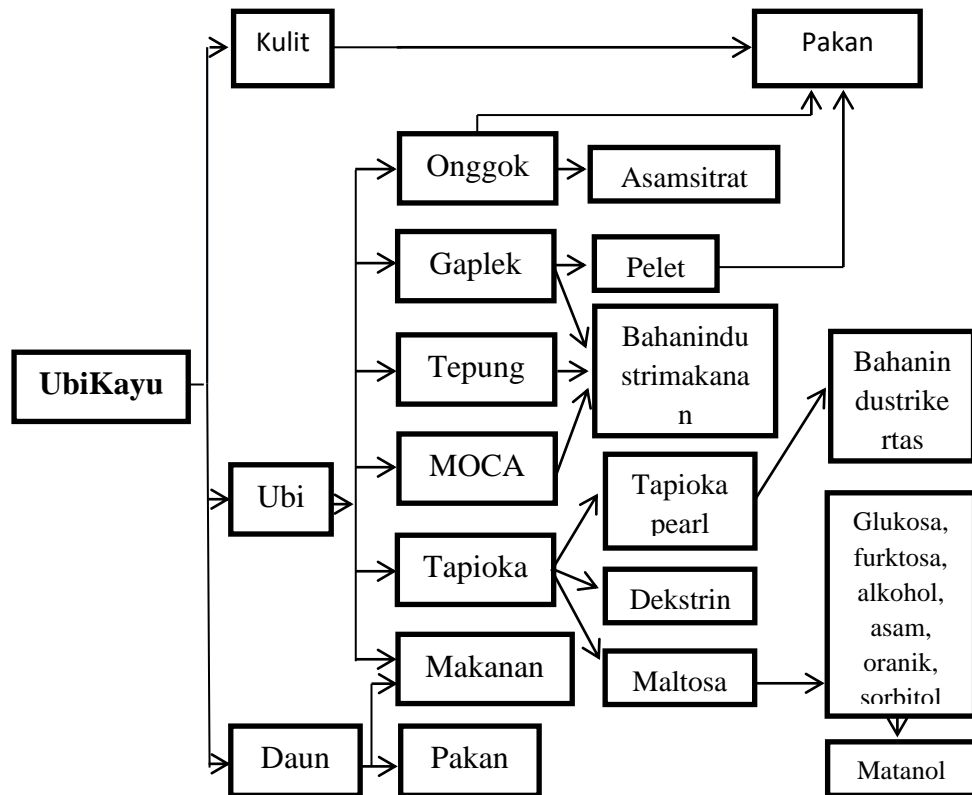 Kulit
Pakan
Onggok
Asamsitrat
Gaplek
Pelet
UbiKayu
Tepung
Bahanindu
strimakana
n
Bahanin
dustrike
rtas
MOCA
Ubi
Tapioka
pearl
Tapioka
Dekstrin
Glukosa,
furktosa,
alkohol,
asam,
oranik,
sorbitol
Makanan
Maltosa
Daun
Pakan
Matanol